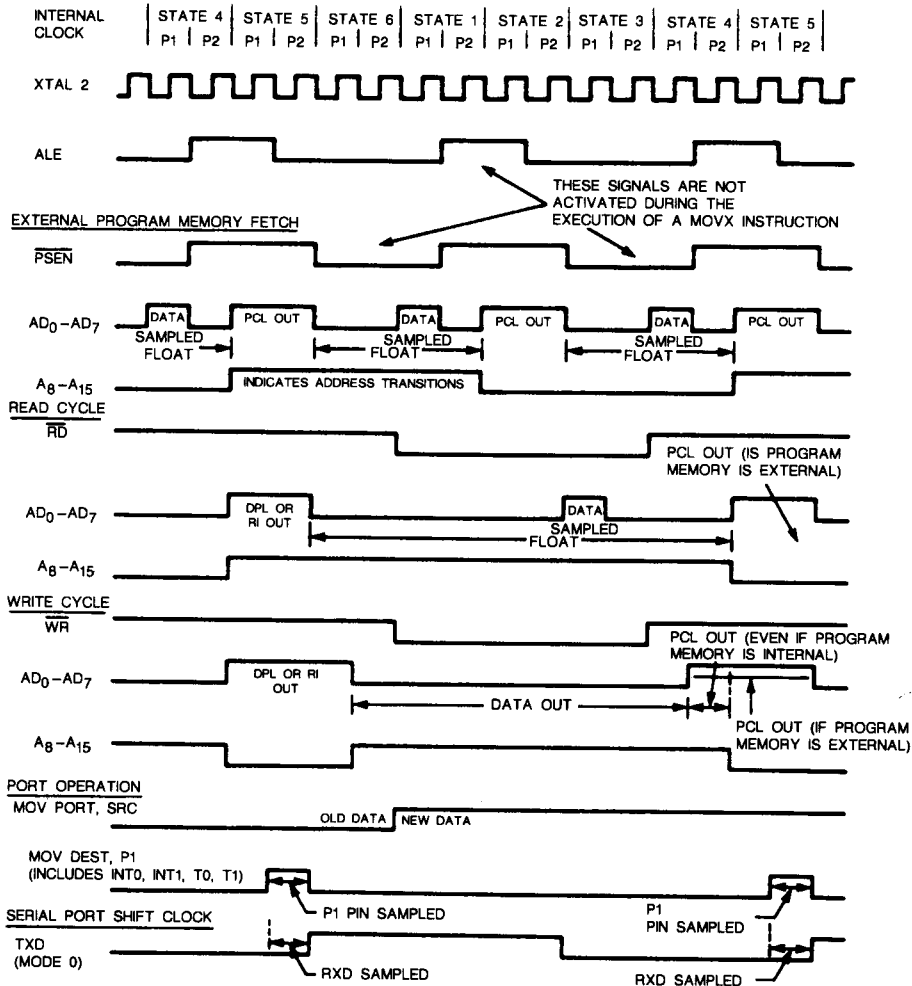 INTERNAL CLOCK
STATE 4 STATE 5 STATE 6 STATE 1 STATE 2 STATE 3 STATE 4 STATE 5
P1 P2 P1 P2 P1 P2 P1 P2 P1 P2 P1 P2 P1 P2 P1 P2
XTAL 2
ALE
THESE SIGNALS ARE NOT
ACTIVATED DURING THE
EXECUTION OF A MOVX INSTRUCTION
EXTERNAL PROGRAM MEMORY FETCH
PSEN
AD0–AD7
DATA PCL OUT DATA PCL OUT DATA PCL OUT
SAMPLED SAMPLED SAMPLED
FLOAT FLOAT FLOAT
A8–A15
INDICATES ADDRESS TRANSITIONS
READ CYCLE
RD
PCL OUT (IS PROGRAM
MEMORY IS EXTERNAL)
AD0–AD7
DPL OR
RI OUT
DATA
SAMPLED
FLOAT
A8–A15
WRITE CYCLE
WR
PCL OUT (EVEN IF PROGRAM
MEMORY IS INTERNAL)
AD0–AD7
DPL OR RI
OUT
DATA OUT
PCL OUT (IF PROGRAM
MEMORY IS EXTERNAL)
A8–A15
PORT OPERATION
MOV PORT, SRC
OLD DATA NEW DATA
MOV DEST, P1
(INCLUDES INT0, INT1, T0, T1)
P1 PIN SAMPLED
P1
PIN SAMPLED
SERIAL PORT SHIFT CLOCK
TXD
(MODE 0)
RXD SAMPLED
RXD SAMPLED